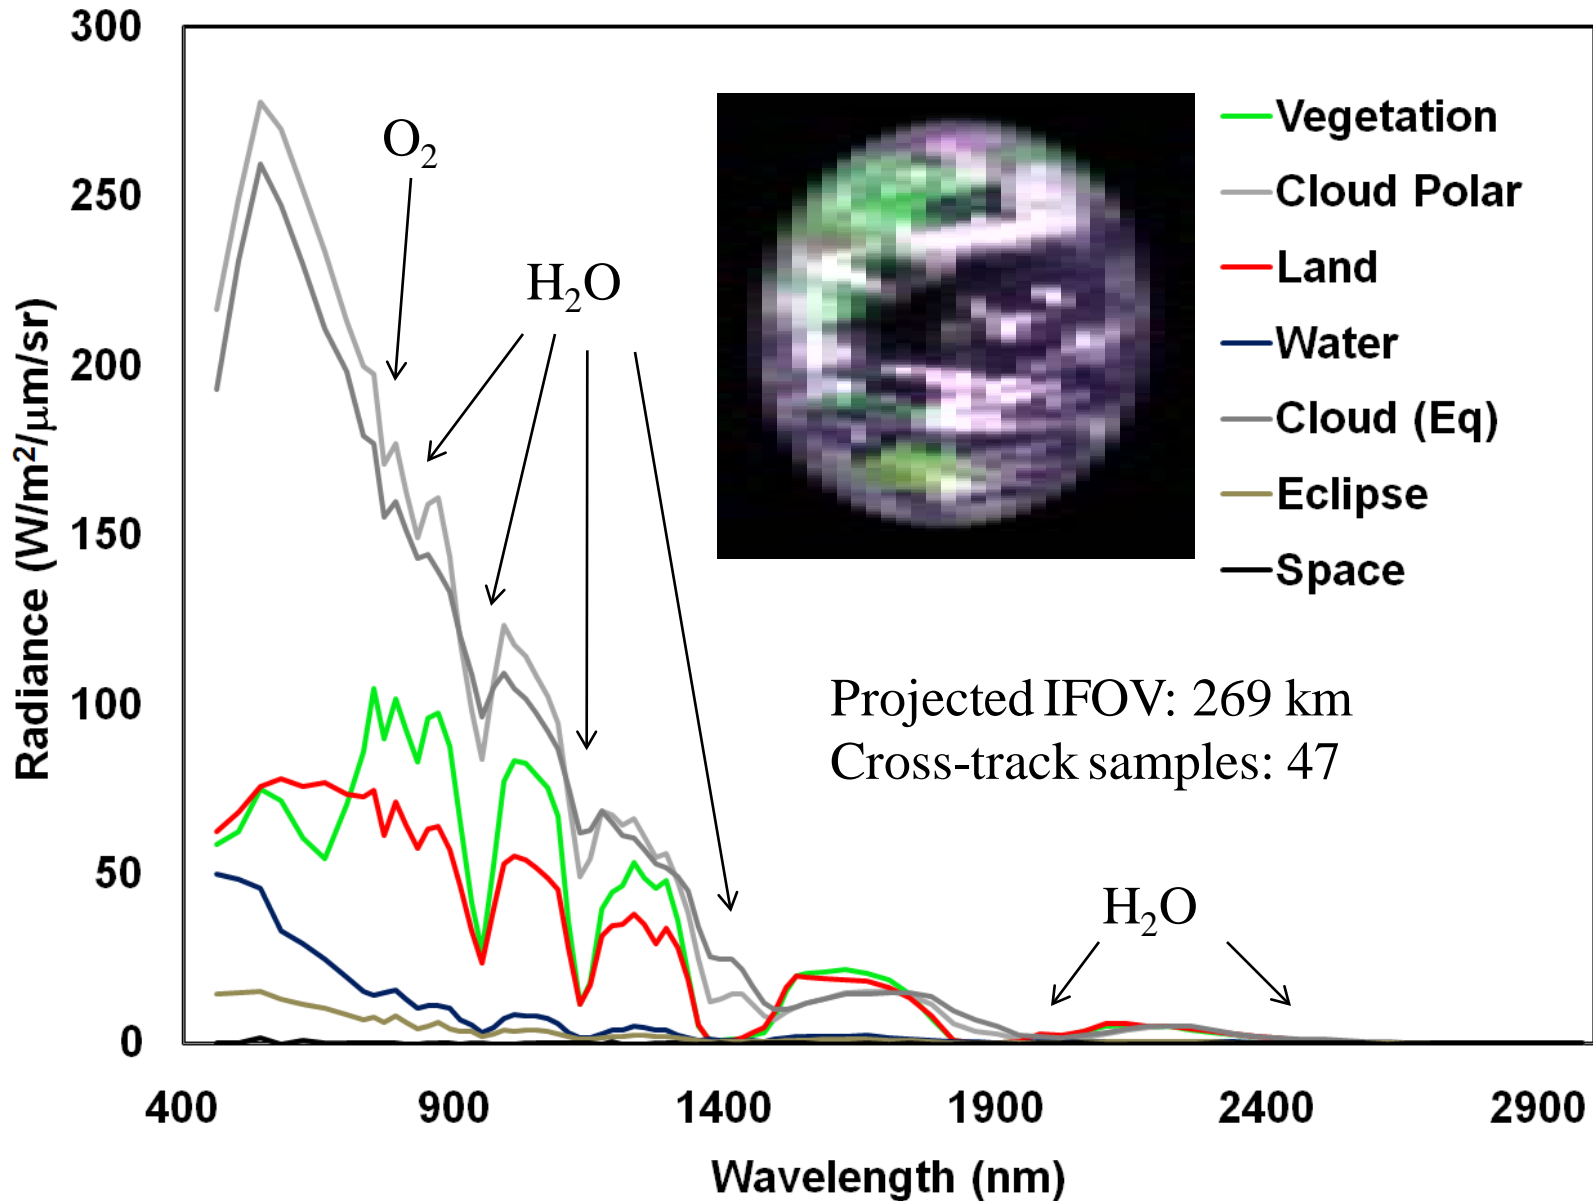 300
250
200
150
100
50
0
Radiance (W/m²/μm/sr)
O₂
H₂O
Vegetation
Cloud Polar
Land
Water
Cloud (Eq)
Eclipse
Space
Projected IFOV: 269 km
Cross-track samples: 47
H₂O
400 900 1400 1900 2400 2900
Wavelength (nm)